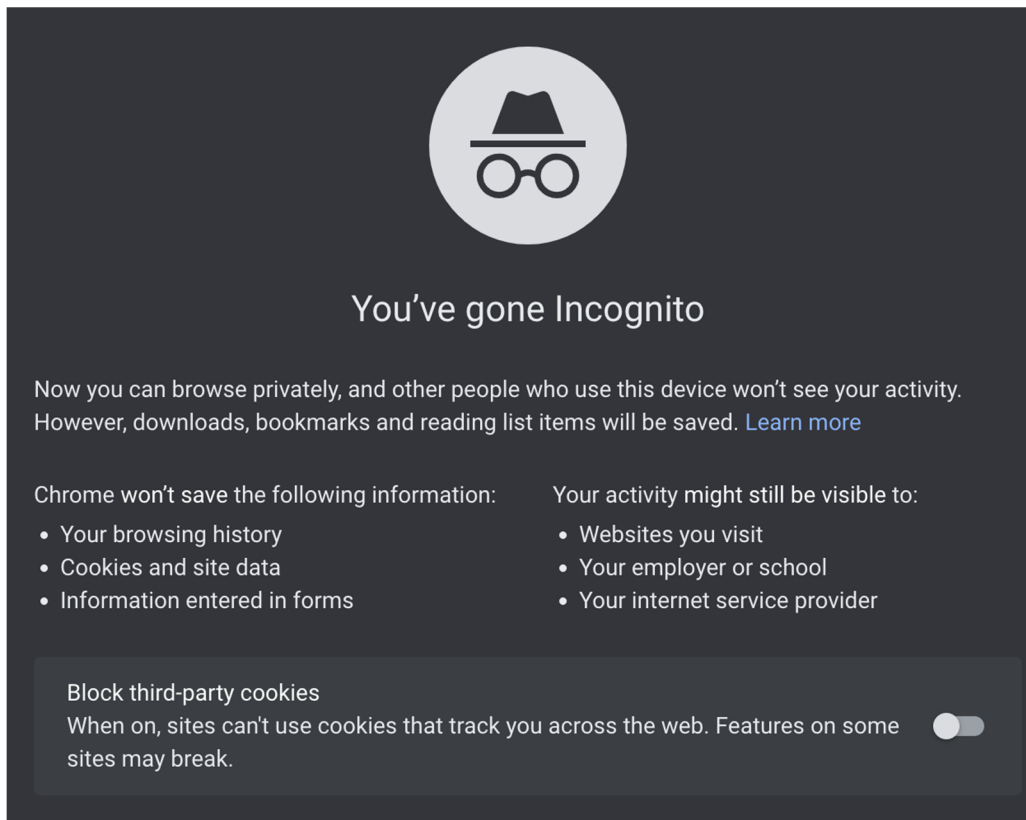 You’ve gone Incognito
Now you can browse privately, and other people who use this device won’t see your activity.
However, downloads, bookmarks and reading list items will be saved. Learn more
Chrome won’t save the following information:
• Your browsing history
• Cookies and site data
• Information entered in forms
Your activity might still be visible to:
• Websites you visit
• Your employer or school
• Your internet service provider
Block third-party cookies
When on, sites can't use cookies that track you across the web. Features on some
sites may break.